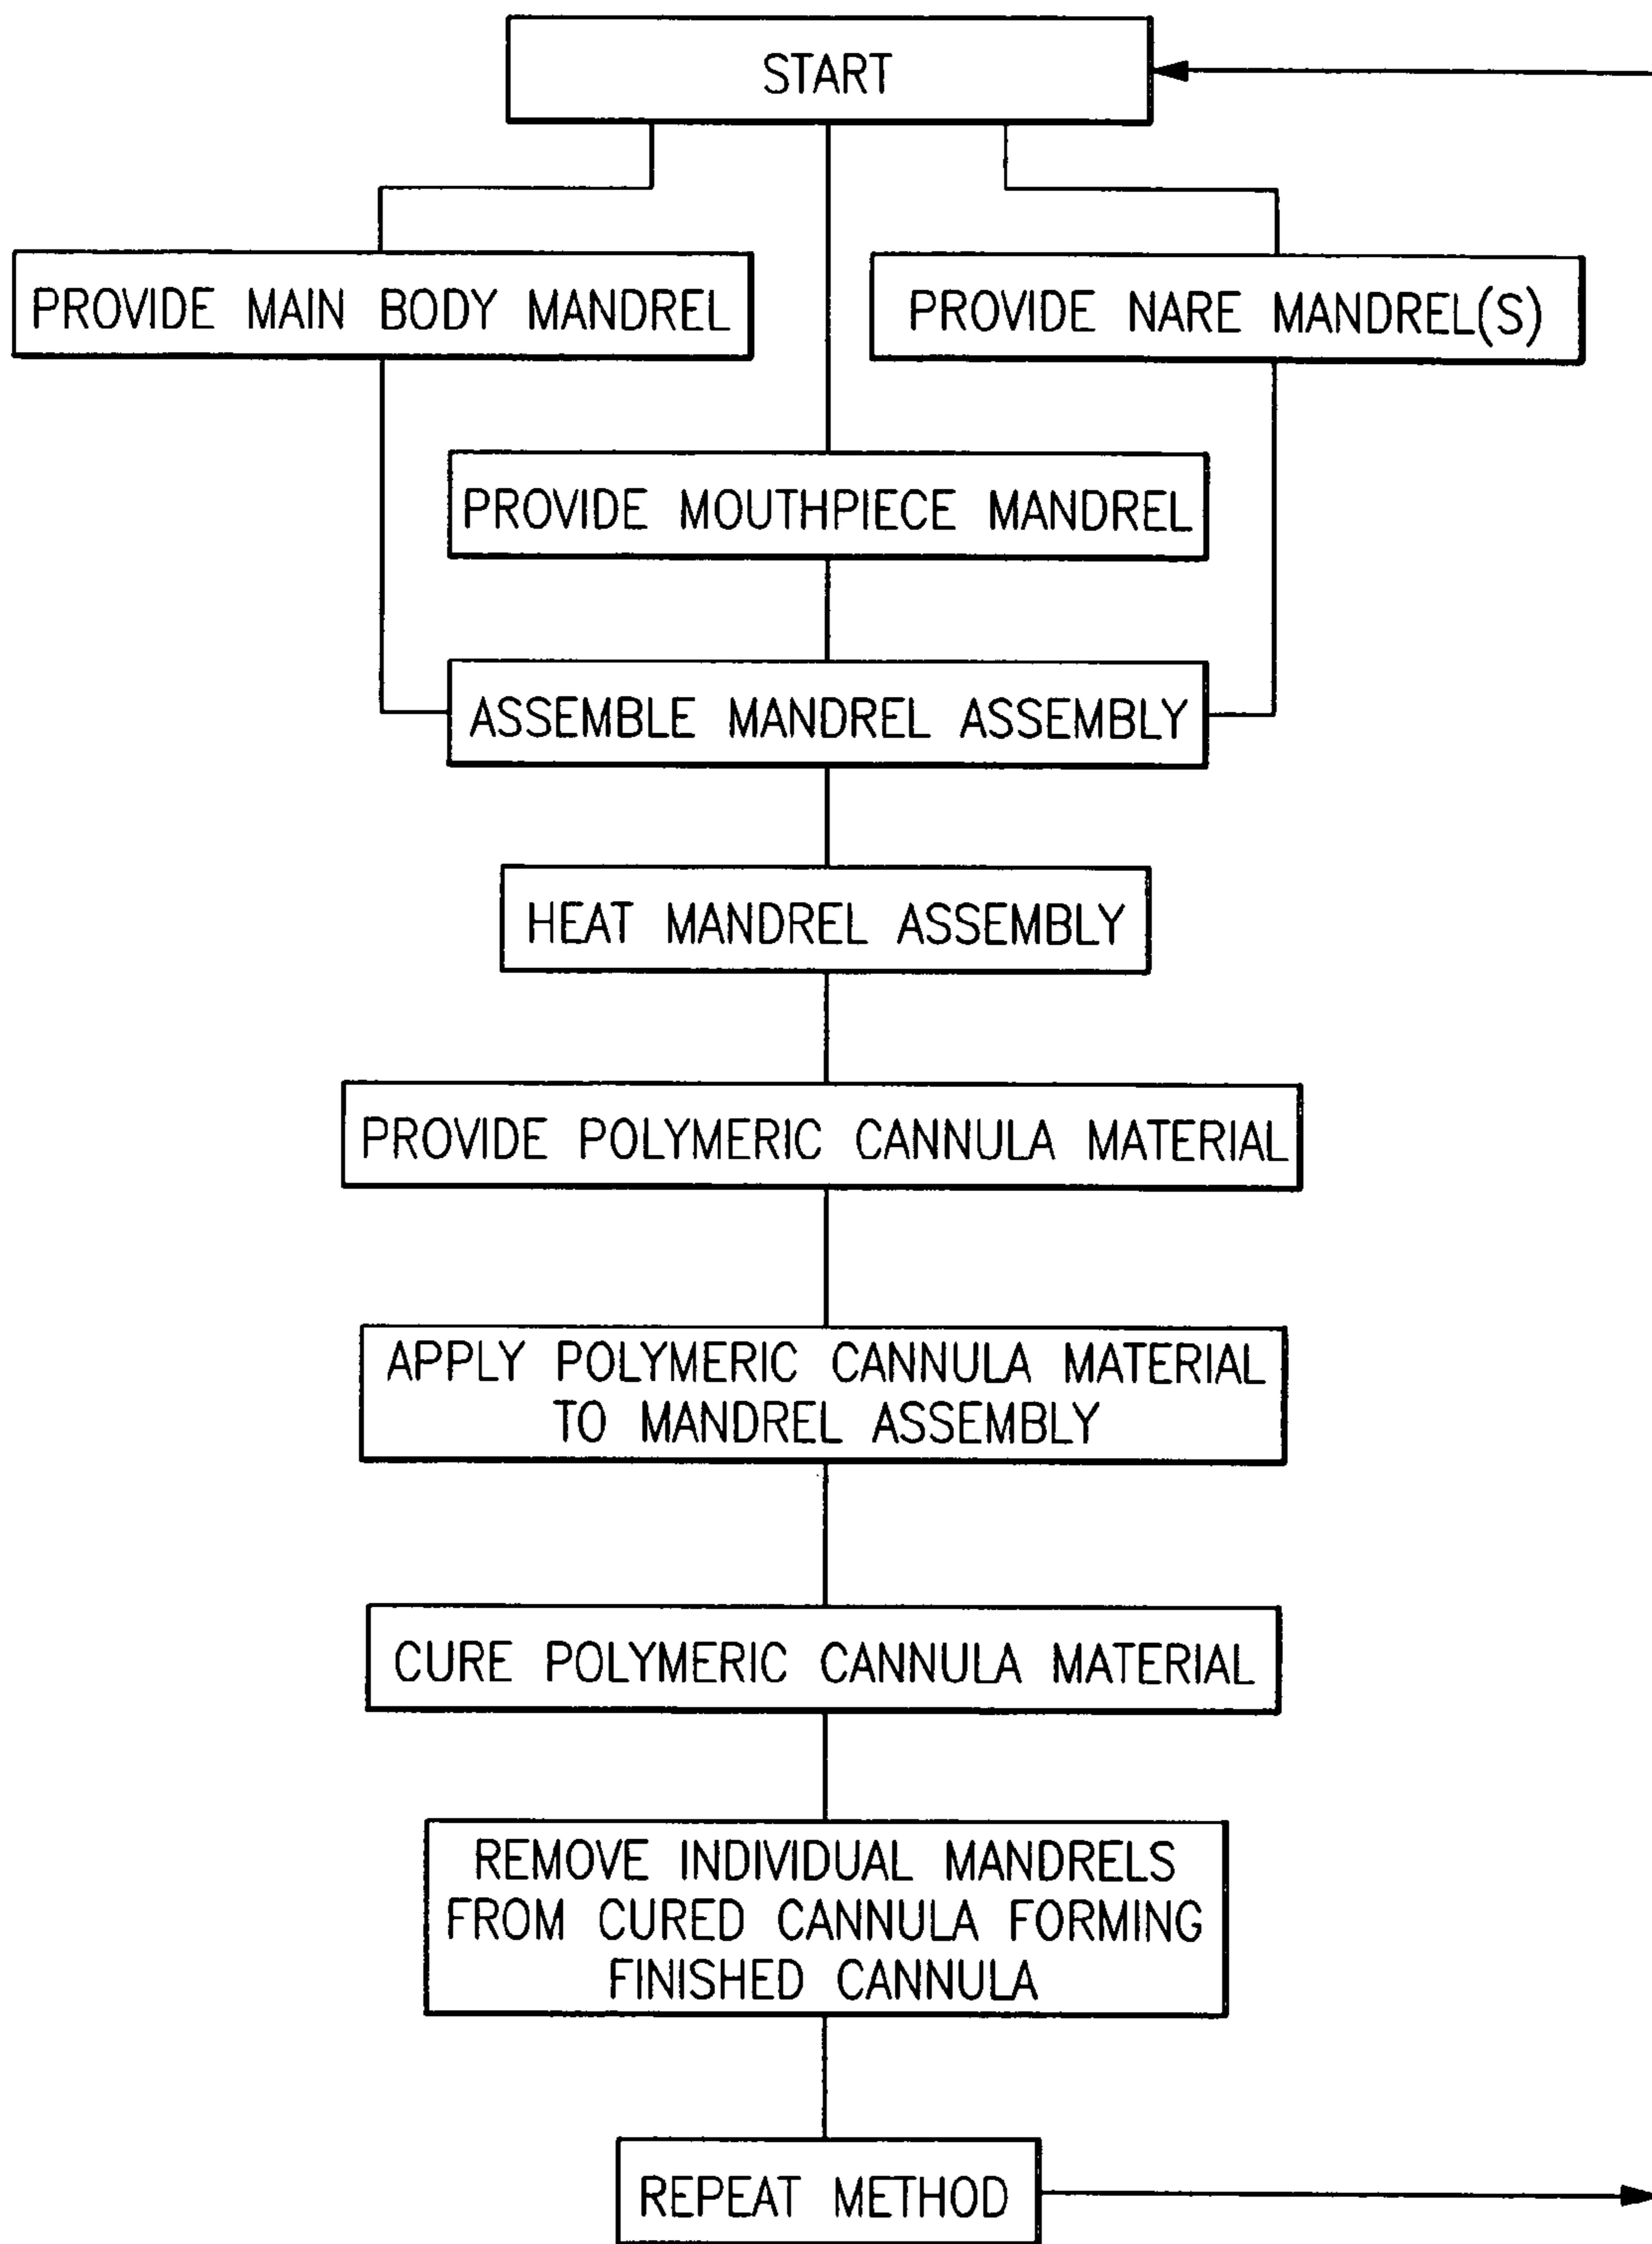 START
PROVIDE MAIN BODY MANDREL
PROVIDE NARE MANDREL(S)
PROVIDE MOUTHPIECE MANDREL
ASSEMBLE MANDREL ASSEMBLY
HEAT MANDREL ASSEMBLY
PROVIDE POLYMERIC CANNULA MATERIAL
APPLY POLYMERIC CANNULA MATERIAL
TO MANDREL ASSEMBLY
CURE POLYMERIC CANNULA MATERIAL
REMOVE INDIVIDUAL MANDRELS
FROM CURED CANNULA FORMING
FINISHED CANNULA
REPEAT METHOD